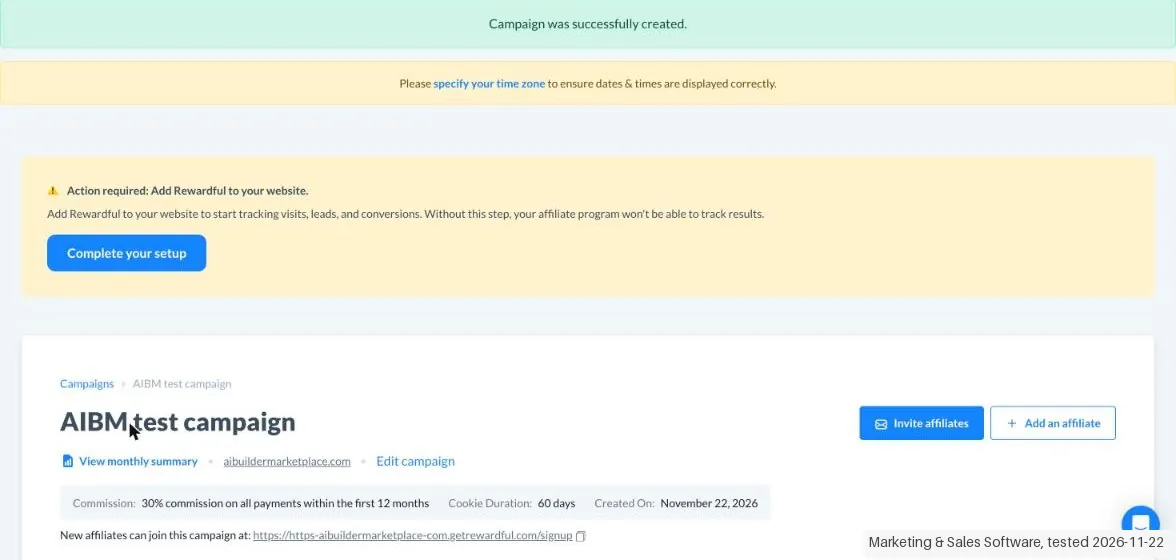 Campaign was successfully created.
Please specify your time zone to ensure dates & times are displayed correctly.
Action required: Add Rewardful to your website.
Add Rewardful to your website to start tracking visits, leads, and conversions. Without this step, your affiliate program won't be able to track results.
Complete your setup
Campaigns AIBM test campaign
AIBM test campaign
Invite affiliates + Add an affiliate
View monthly summary • aibuildermarketplace.com • Edit campaign
Commission: 30% commission on all payments within the first 12 months Cookie Duration: 60 days Created On: November 22, 2026
New affiliates can join this campaign at: https://https-aibuildermarketplace-com.getrewardful.com/signup
Marketing & Sales Software, tested 2026-11-22